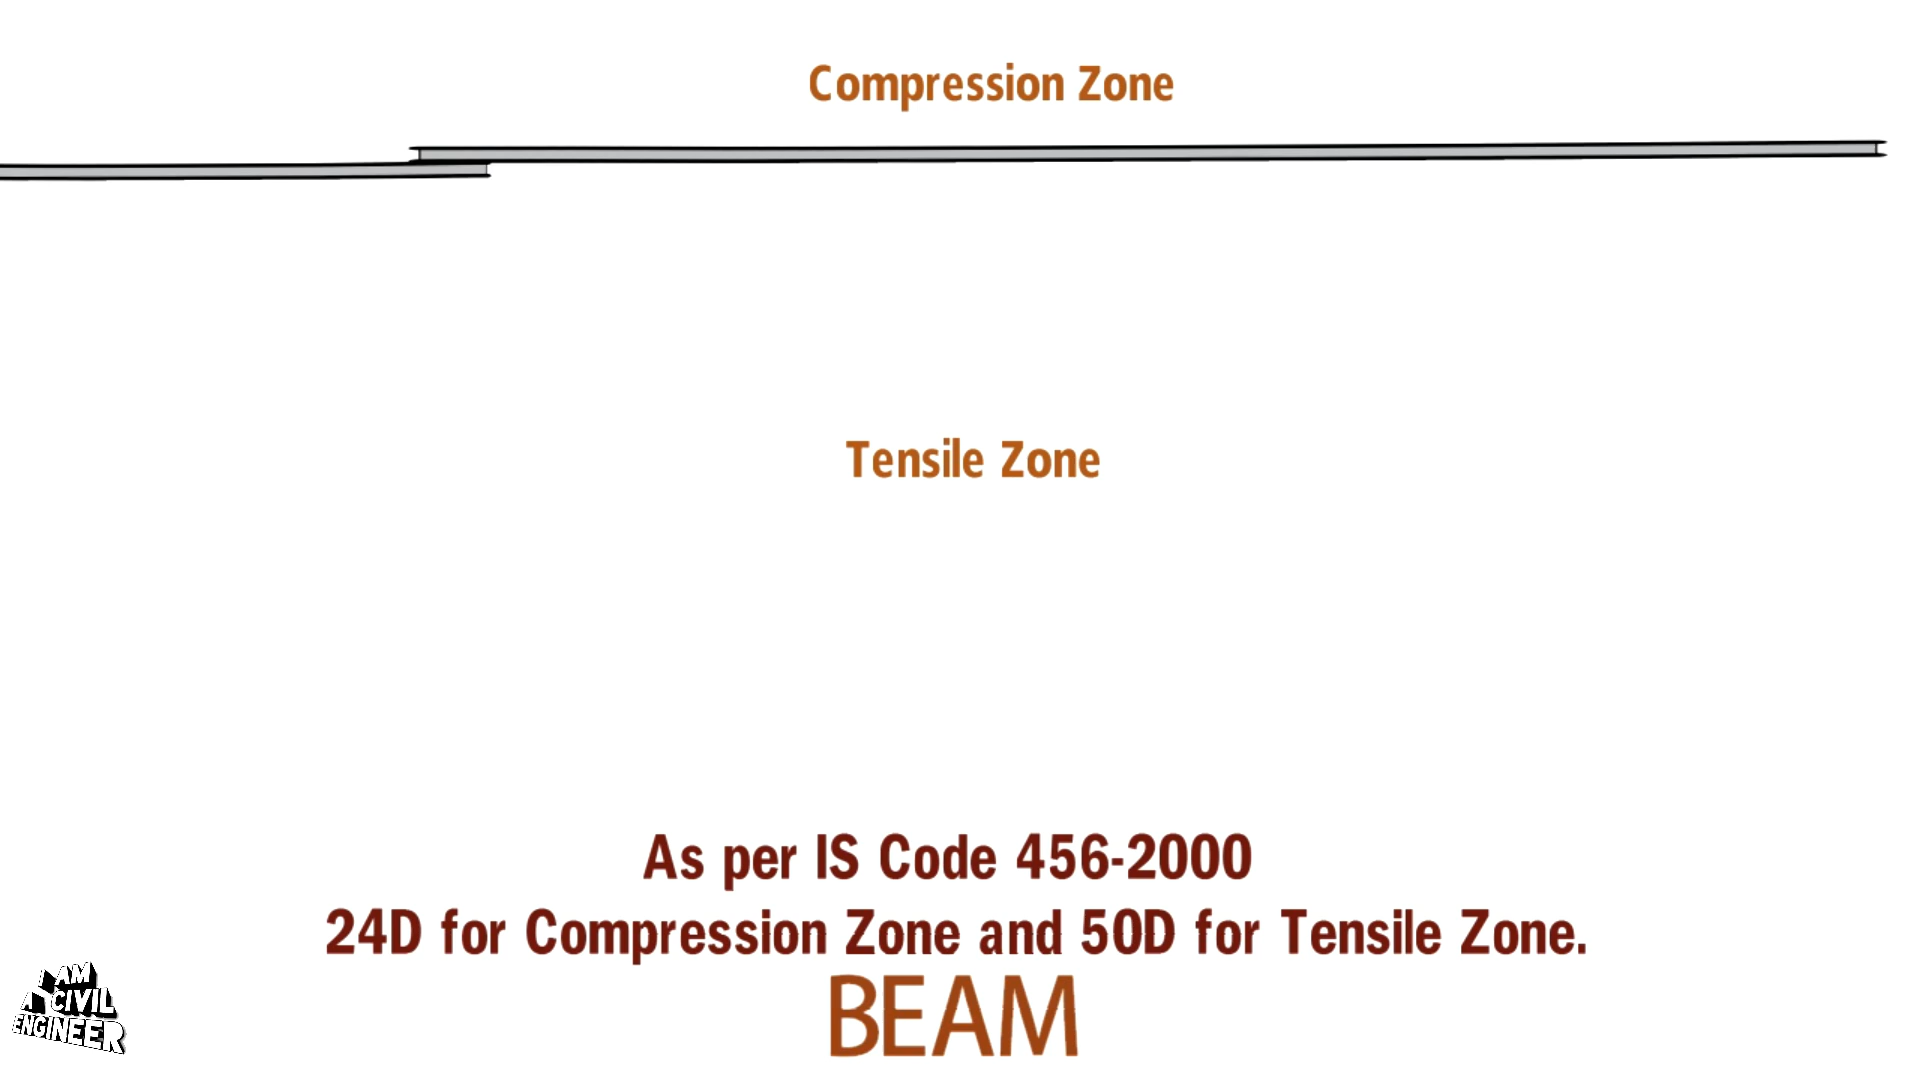 Compression Zone
Tensile Zone
As per IS Code 456-2000
24D for Compression Zone and 50D for Tensile Zone.
BEAM
I AM
A CIVIL
ENGINEER